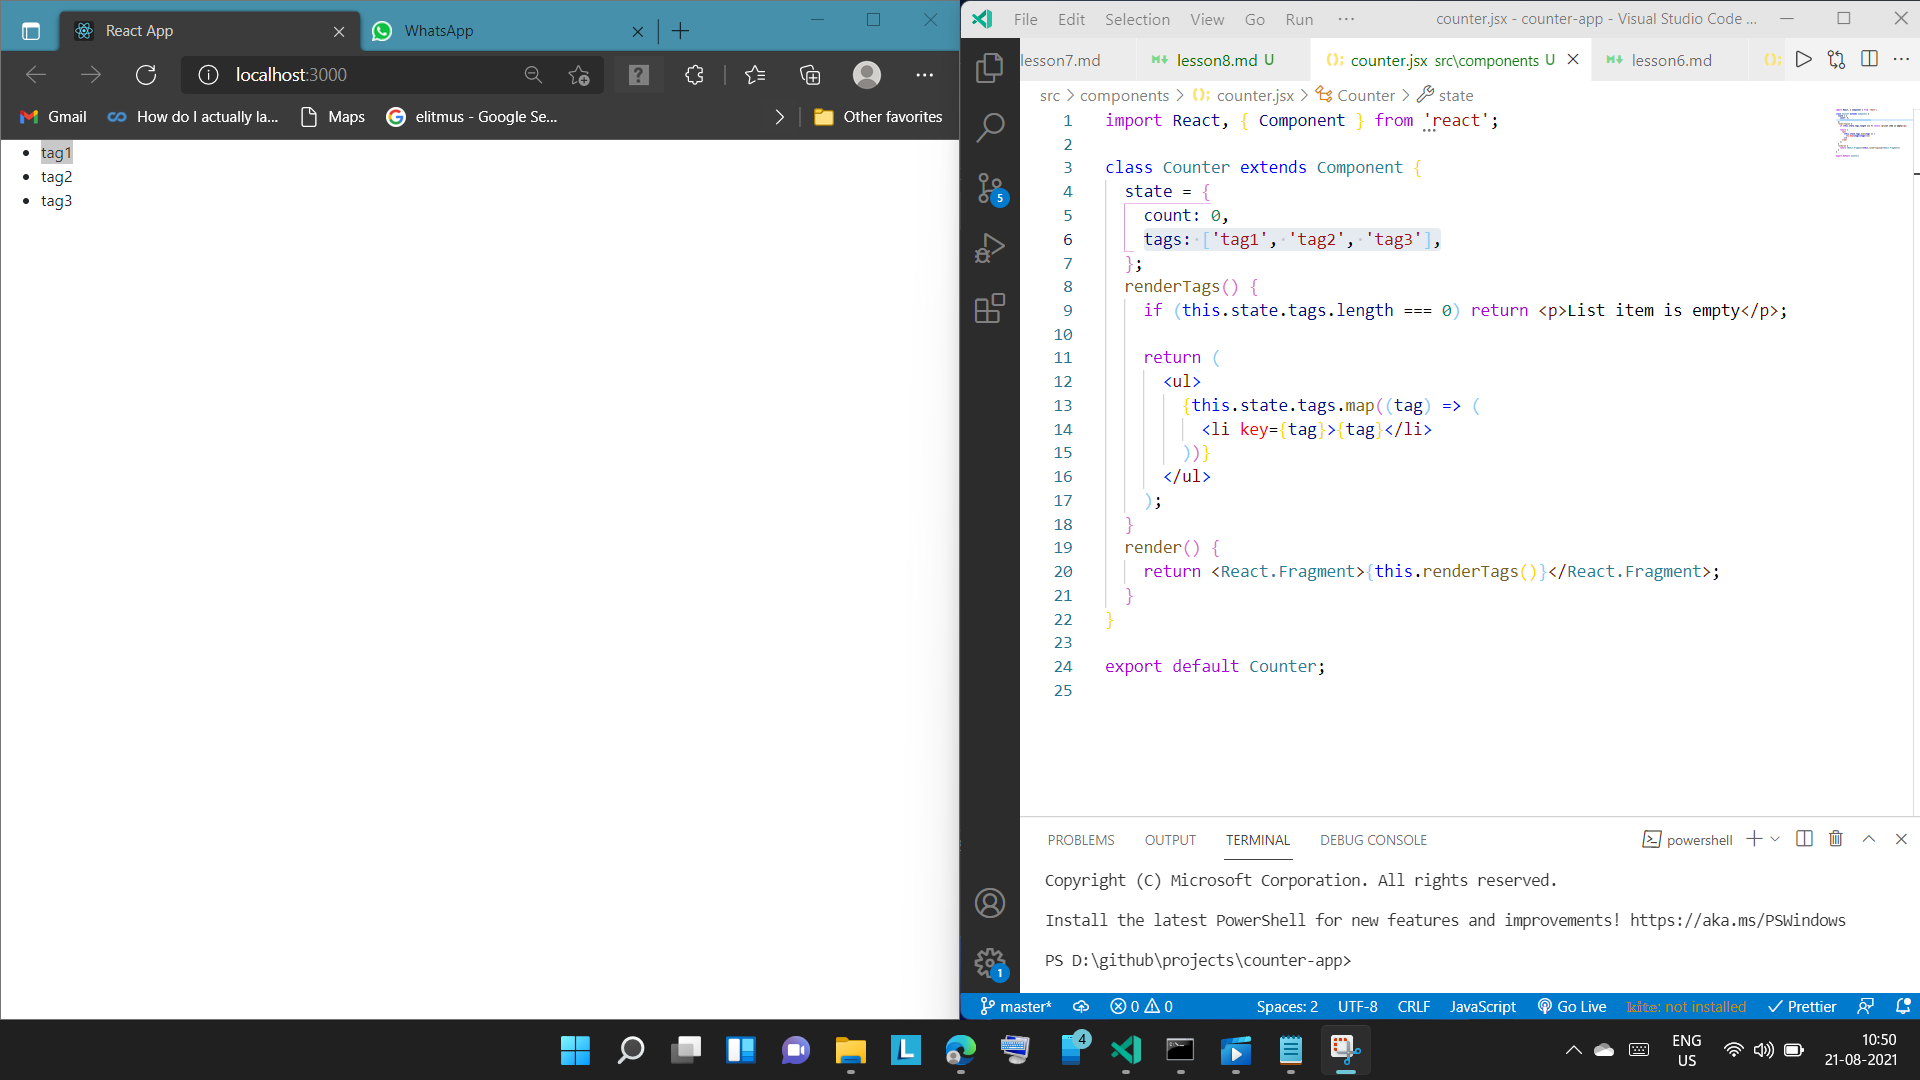 React App
WhatsApp
localhost:3000
Gmail
How do I actually la...
Maps
elitmus - Google Se...
Other favorites
tag1
tag2
tag3
File Edit Selection View Go Run ···
counter.jsx - counter-app - Visual Studio Code ...
lesson7.md
lesson8.md U
counter.jsx src\components U
lesson6.md
src > components > counter.jsx > Counter > state
1 import React, { Component } from 'react';
2
3 class Counter extends Component {
4 state = {
5 count: 0,
6 tags: ['tag1', 'tag2', 'tag3'],
7 };
8 renderTags() {
9 if (this.state.tags.length === 0) return <p>List item is empty</p>;
10
11 return (
12 <ul>
13 {this.state.tags.map((tag) => (
14 <li key={tag}>{tag}</li>
15 ))}
16 </ul>
17 );
18 }
19 render() {
20 return <React.Fragment>{this.renderTags()}</React.Fragment>;
21 }
22 }
23
24 export default Counter;
25
5
1
PROBLEMS OUTPUT TERMINAL DEBUG CONSOLE
powershell
Copyright (C) Microsoft Corporation. All rights reserved.
Install the latest PowerShell for new features and improvements! https://aka.ms/PSWindows
PS D:\github\projects\counter-app>
master* 0 0 Spaces: 2 UTF-8 CRLF JavaScript Go Live kite: not installed Prettier
L
4
ENG
US
10:50
21-08-2021